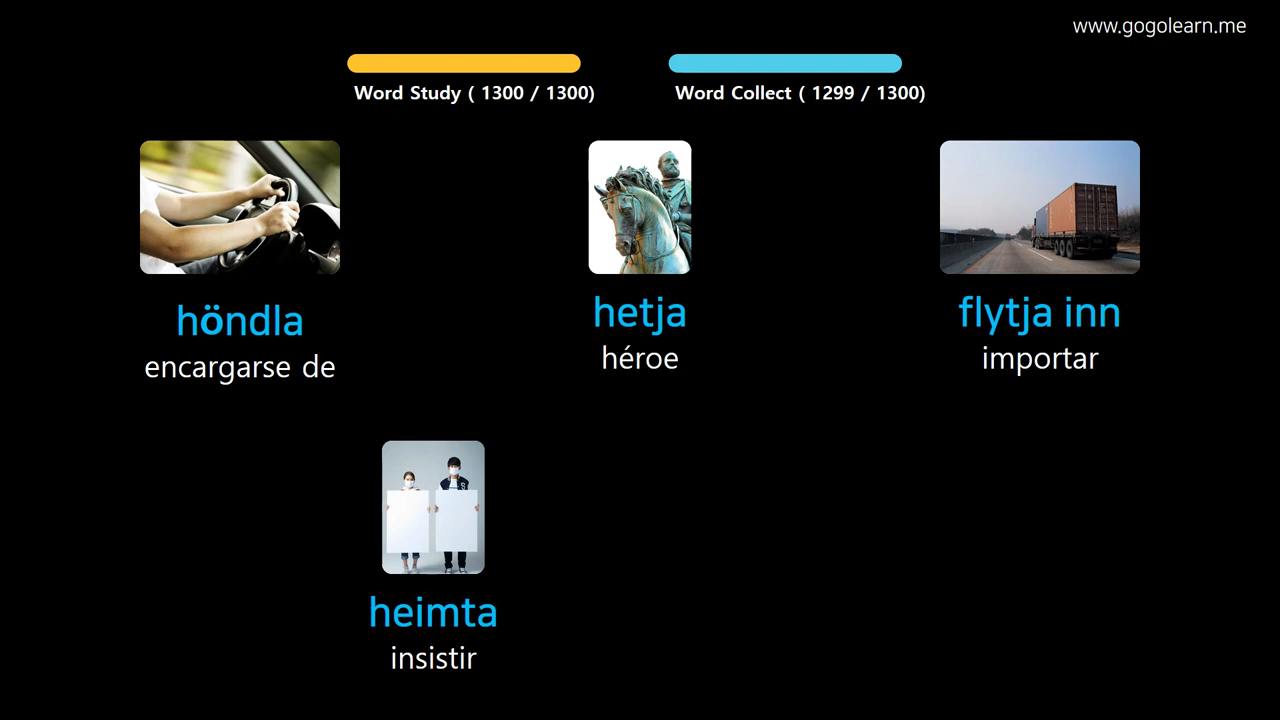 www.gogolearn.me
Word Study ( 1300 / 1300)
Word Collect ( 1299 / 1300)
höndla
encargarse de
hetja
héroe
flytja inn
importar
heimta
insistir